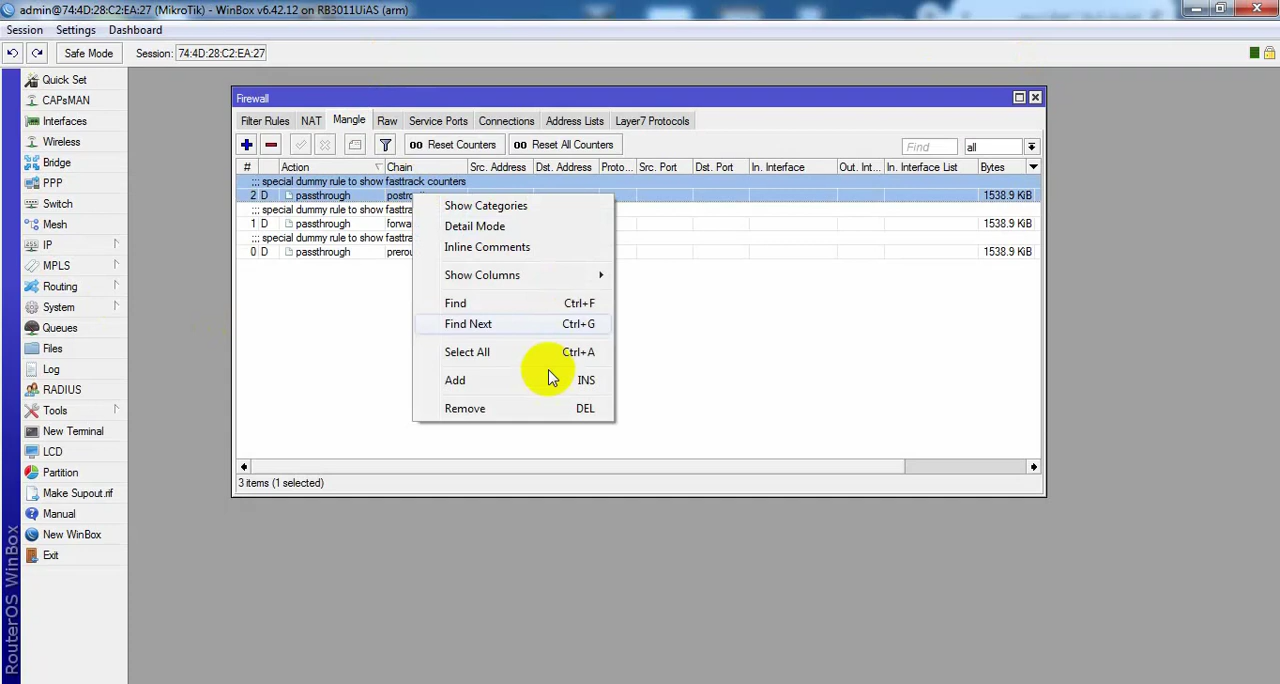 admin@74:4D:28:C2:EA:27 (MikroTik) - WinBox v6.42.12 on RB3011UiAS (arm)
Session Settings Dashboard
Safe Mode Session: 74:4D:28:C2:EA:27
Quick Set
CAPsMAN
Interfaces
Wireless
Bridge
PPP
Switch
Mesh
IP
MPLS
Routing
System
Queues
Files
Log
RADIUS
Tools
New Terminal
LCD
Partition
Make Supout.rif
Manual
New WinBox
Exit
RouterOS WinBox
Firewall
Filter Rules NAT Mangle Raw Service Ports Connections Address Lists Layer7 Protocols
00 Reset Counters 00 Reset All Counters Find all
# Action Chain Src. Address Dst. Address Proto... Src. Port Dst. Port In. Interface Out. Int... In. Interface List Bytes
;;; special dummy rule to show fasttrack counters
2 D passthrough 1538.9 KiB
;;; special dummy rule to show
1 D passthrough 1538.9 KiB
;;; special dummy rule to show
0 D passthrough 1538.9 KiB
Show Categories
Detail Mode
Inline Comments
Show Columns
Find Ctrl+F
Find Next Ctrl+G
Select All Ctrl+A
Add INS
Remove DEL
3 items (1 selected)